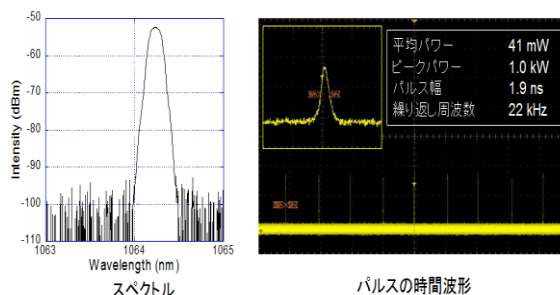 Intensity (dBm)
-50
-60
-70
-80
-90
-100
-110
1063
1064
1065
Wavelength (nm)
スペクトル
平均パワー 41 mW
ピークパワー 1.0 kW
パルス幅 1.9 ns
繰り返し周波数 22 kHz
パルスの時間波形